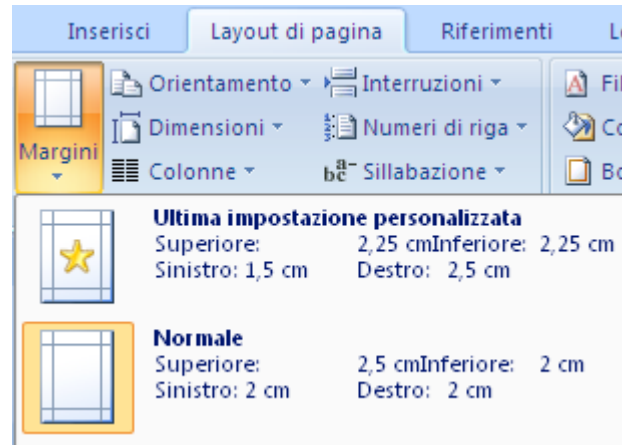 Inserisci Layout di pagina Riferimenti
Margini
Orientamento Interruzioni
Dimensioni Numeri di riga
Colonne Sillabazione
Ultima impostazione personalizzata
Superiore: 2,25 cmInferiore: 2,25 cm
Sinistro: 1,5 cm Destro: 2,5 cm
Normale
Superiore: 2,5 cmInferiore: 2 cm
Sinistro: 2 cm Destro: 2 cm